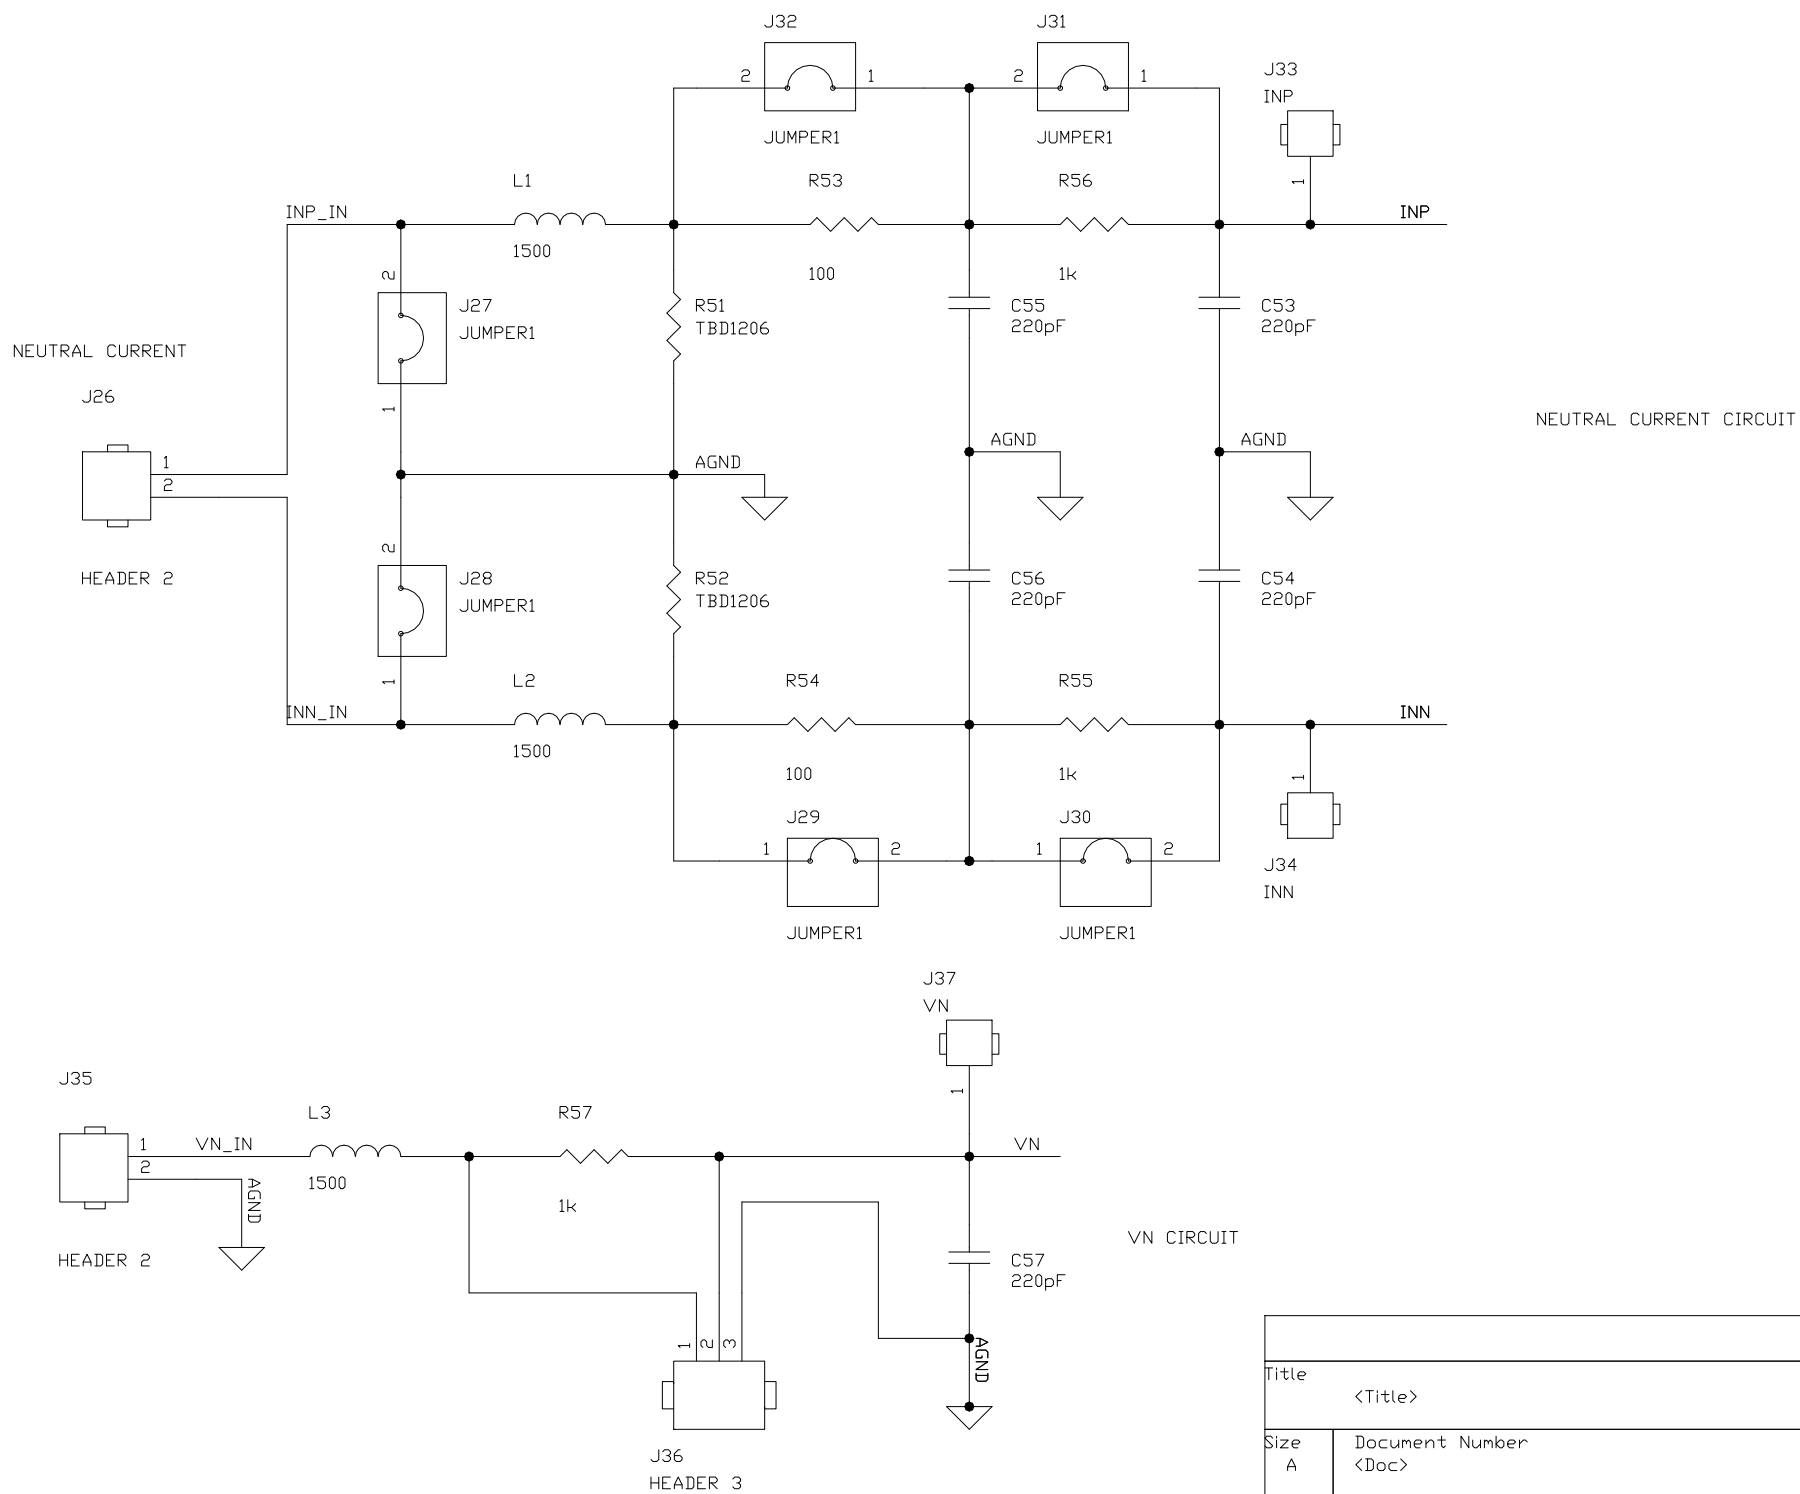 J32
J31
2
1
2
1
J33
INP
JUMPER1
JUMPER1
L1
R53
R56
1
INP_IN
INP
1500
100
1k
2
J27
JUMPER1
R51
TBD1206
C55
220pF
C53
220pF
NEUTRAL CURRENT
J26
1
NEUTRAL CURRENT CIRCUIT
AGND
AGND
1
AGND
2
2
HEADER 2
J28
JUMPER1
R52
TBD1206
C56
220pF
C54
220pF
1
L2
R54
R55
INN_IN
INN
1500
100
1k
1
J29
J30
1
2
1
2
J34
INN
JUMPER1
JUMPER1
J37
VN
J35
1
L3
R57
1
VN_IN
VN
2
1500
AGND
1k
HEADER 2
VN CIRCUIT
C57
220pF
1
2
3
AGND
J36
HEADER 3
Title
<Title>
Size
A
Document Number
<Doc>